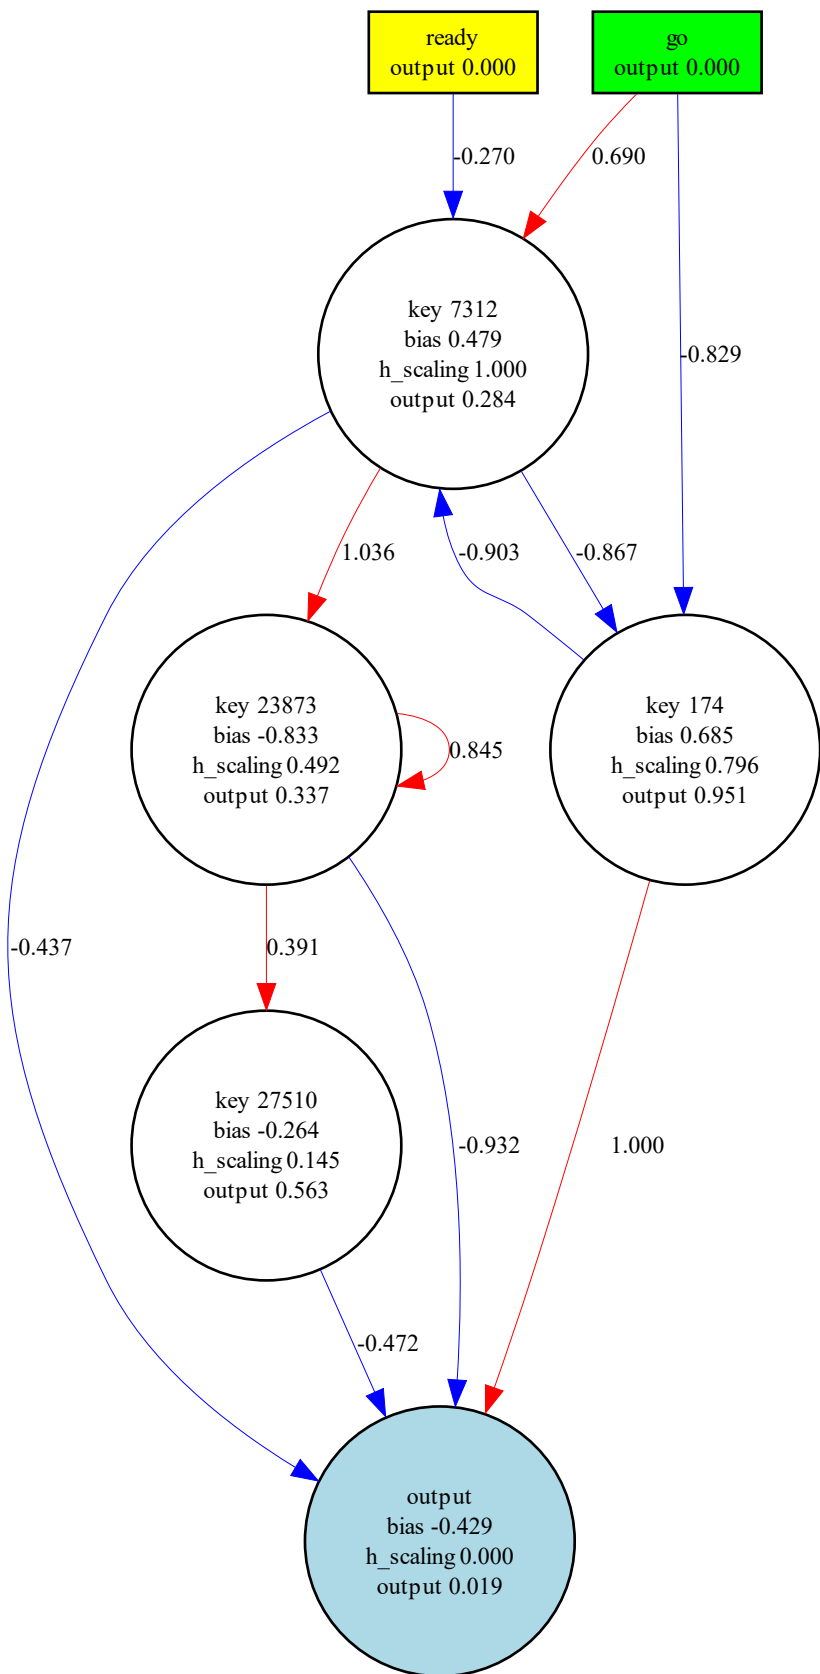 ready
output 0.000
go
output 0.000
-0.270
0.690
key 7312
bias 0.479
h_scaling 1.000
output 0.284
-0.829
1.036
-0.903
-0.867
key 23873
bias -0.833
h_scaling 0.492
output 0.337
0.845
key 174
bias 0.685
h_scaling 0.796
output 0.951
-0.437
0.391
key 27510
bias -0.264
h_scaling 0.145
output 0.563
-0.932
1.000
-0.472
output
bias -0.429
h_scaling 0.000
output 0.019